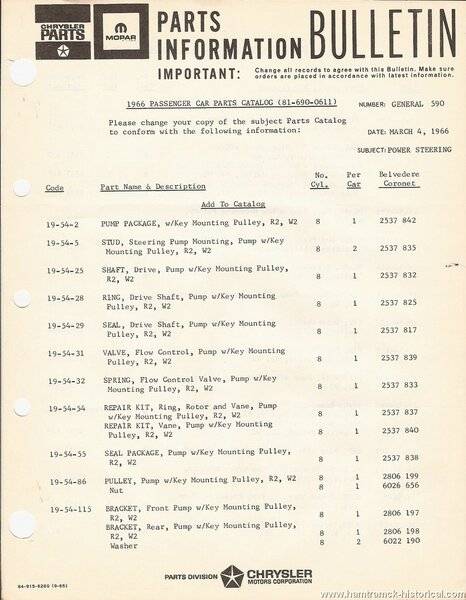 CHRYSLER
PARTS
MOPAR
PARTS
INFORMATION BULLETIN
IMPORTANT: Change all records to agree with this Bulletin. Make sure
orders are placed in accordance with latest information.
1966 PASSENGER CAR PARTS CATALOG (81-690-0611)
NUMBER: GENERAL 590
Please change your copy of the subject Parts Catalog
to conform with the following information:
DATE: MARCH 4, 1966
SUBJECT: POWER STEERING
No. Per Belvedere
Code Part Name & Description Cyl. Car Coronet
Add To Catalog
19-54-2 PUMP PACKAGE, w/Key Mounting Pulley, R2, W2 8 1 2537 842
19-54-5 STUD, Steering Pump Mounting, Pump w/Key
Mounting Pulley, R2, W2 8 2 2537 835
19-54-25 SHAFT, Drive, Pump w/Key Mounting Pulley,
R2, W2 8 1 2537 832
19-54-28 RING, Drive Shaft, Pump w/Key Mounting
Pulley, R2, W2 8 1 2537 825
19-54-29 SEAL, Drive Shaft, Pump w/Key Mounting
Pulley, R2, W2 8 1 2537 817
19-54-31 VALVE, Flow Control, Pump w/Key Mounting
Pulley, R2, W2 8 1 2537 839
19-54-32 SPRING, Flow Control Valve, Pump w/Key
Mounting Pulley, R2, W2 8 1 2537 833
19-54-54 REPAIR KIT, Ring, Rotor and Vane, Pump
w/Key Mounting Pulley, R2, W2 8 1 2537 837
REPAIR KIT, Vane, Pump w/Key Mounting
Pulley, R2, W2 8 1 2537 840
19-54-55 SEAL PACKAGE, Pump w/Key Mounting Pulley,
R2, W2 8 1 2537 838
19-54-86 PULLEY, Pump w/Key Mounting Pulley, R2, W2 8 1 2806 199
Nut 8 1 6026 656
19-54-115 BRACKET, Front Pump w/Key Mounting Pulley,
R2, W2 8 1 2806 197
BRACKET, Rear, Pump w/Key Mounting Pulley,
R2, W2 8 1 2806 198
Washer 8 2 6022 190
PARTS DIVISION CHRYSLER
MOTORS CORPORATION
www.hamtramck-historical.com